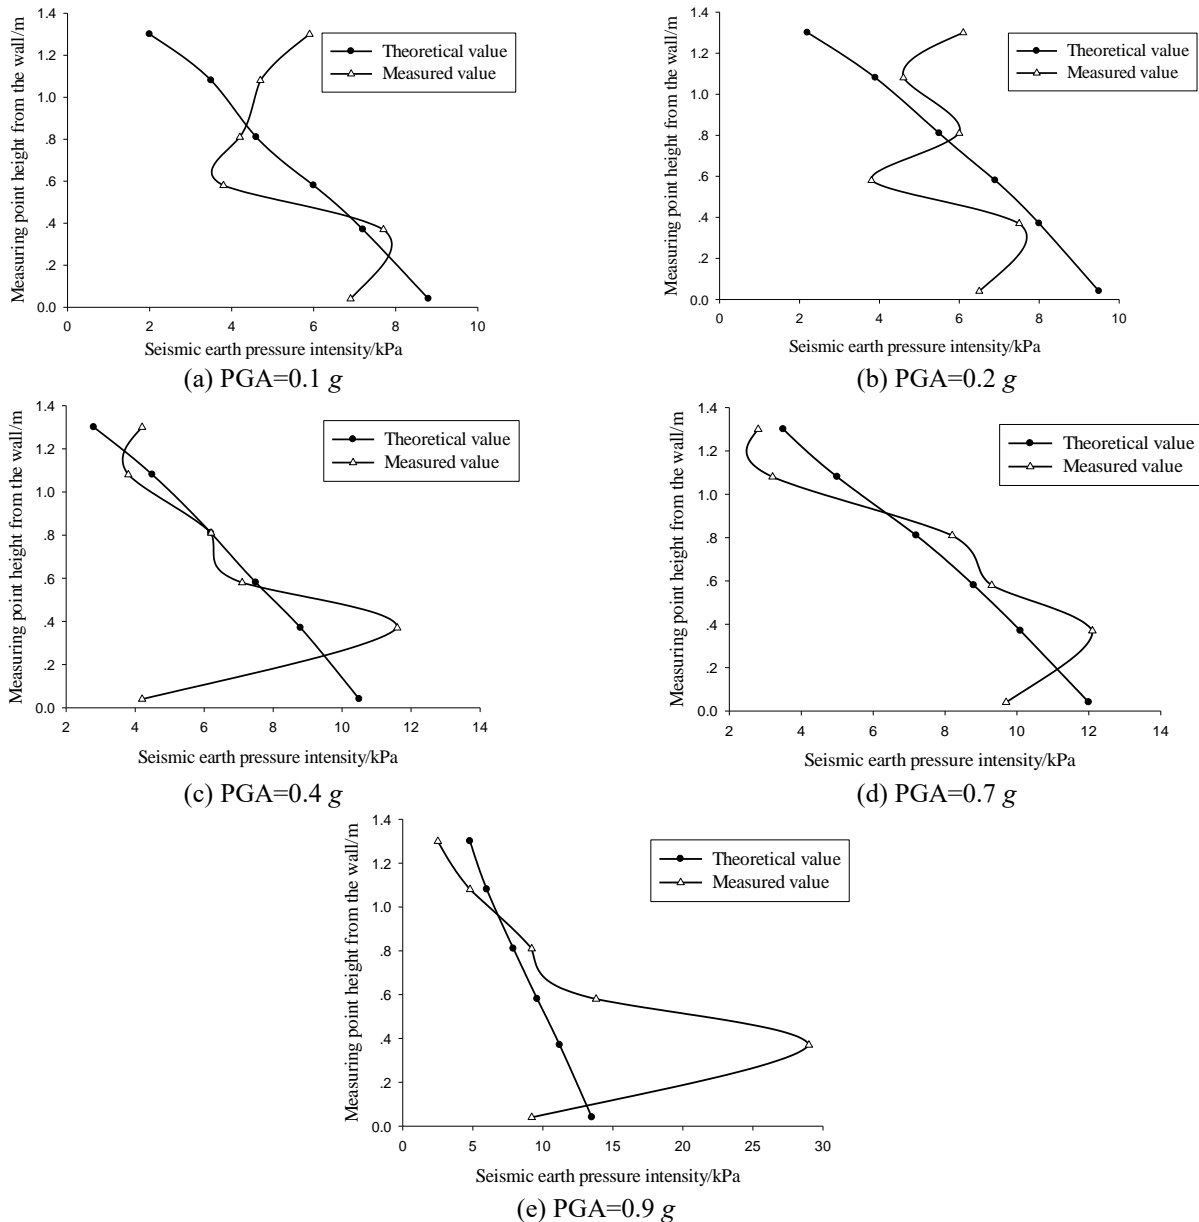 Measuring point height from the wall/m
1.4
1.2
1.0
.8
.6
.4
.2
0.0
0 2 4 6 8 10
Theoretical value
Measured value
Seismic earth pressure intensity/kPa
(a) PGA=0.1 g
Measuring point height from the wall/m
1.4
1.2
1.0
.8
.6
.4
.2
0.0
0 2 4 6 8 10
Theoretical value
Measured value
Seismic earth pressure intensity/kPa
(b) PGA=0.2 g
Measuring point height from the wall/m
1.4
1.2
1.0
.8
.6
.4
.2
0.0
2 4 6 8 10 12 14
Theoretical value
Measured value
Seismic earth pressure intensity/kPa
(c) PGA=0.4 g
Measuring point height from the wall/m
1.4
1.2
1.0
.8
.6
.4
.2
0.0
2 4 6 8 10 12 14
Theoretical value
Measured value
Seismic earth pressure intensity/kPa
(d) PGA=0.7 g
Measuring point height from the wall/m
1.4
1.2
1.0
.8
.6
.4
.2
0.0
0 5 10 15 20 25 30
Theoretical value
Measured value
Seismic earth pressure intensity/kPa
(e) PGA=0.9 g